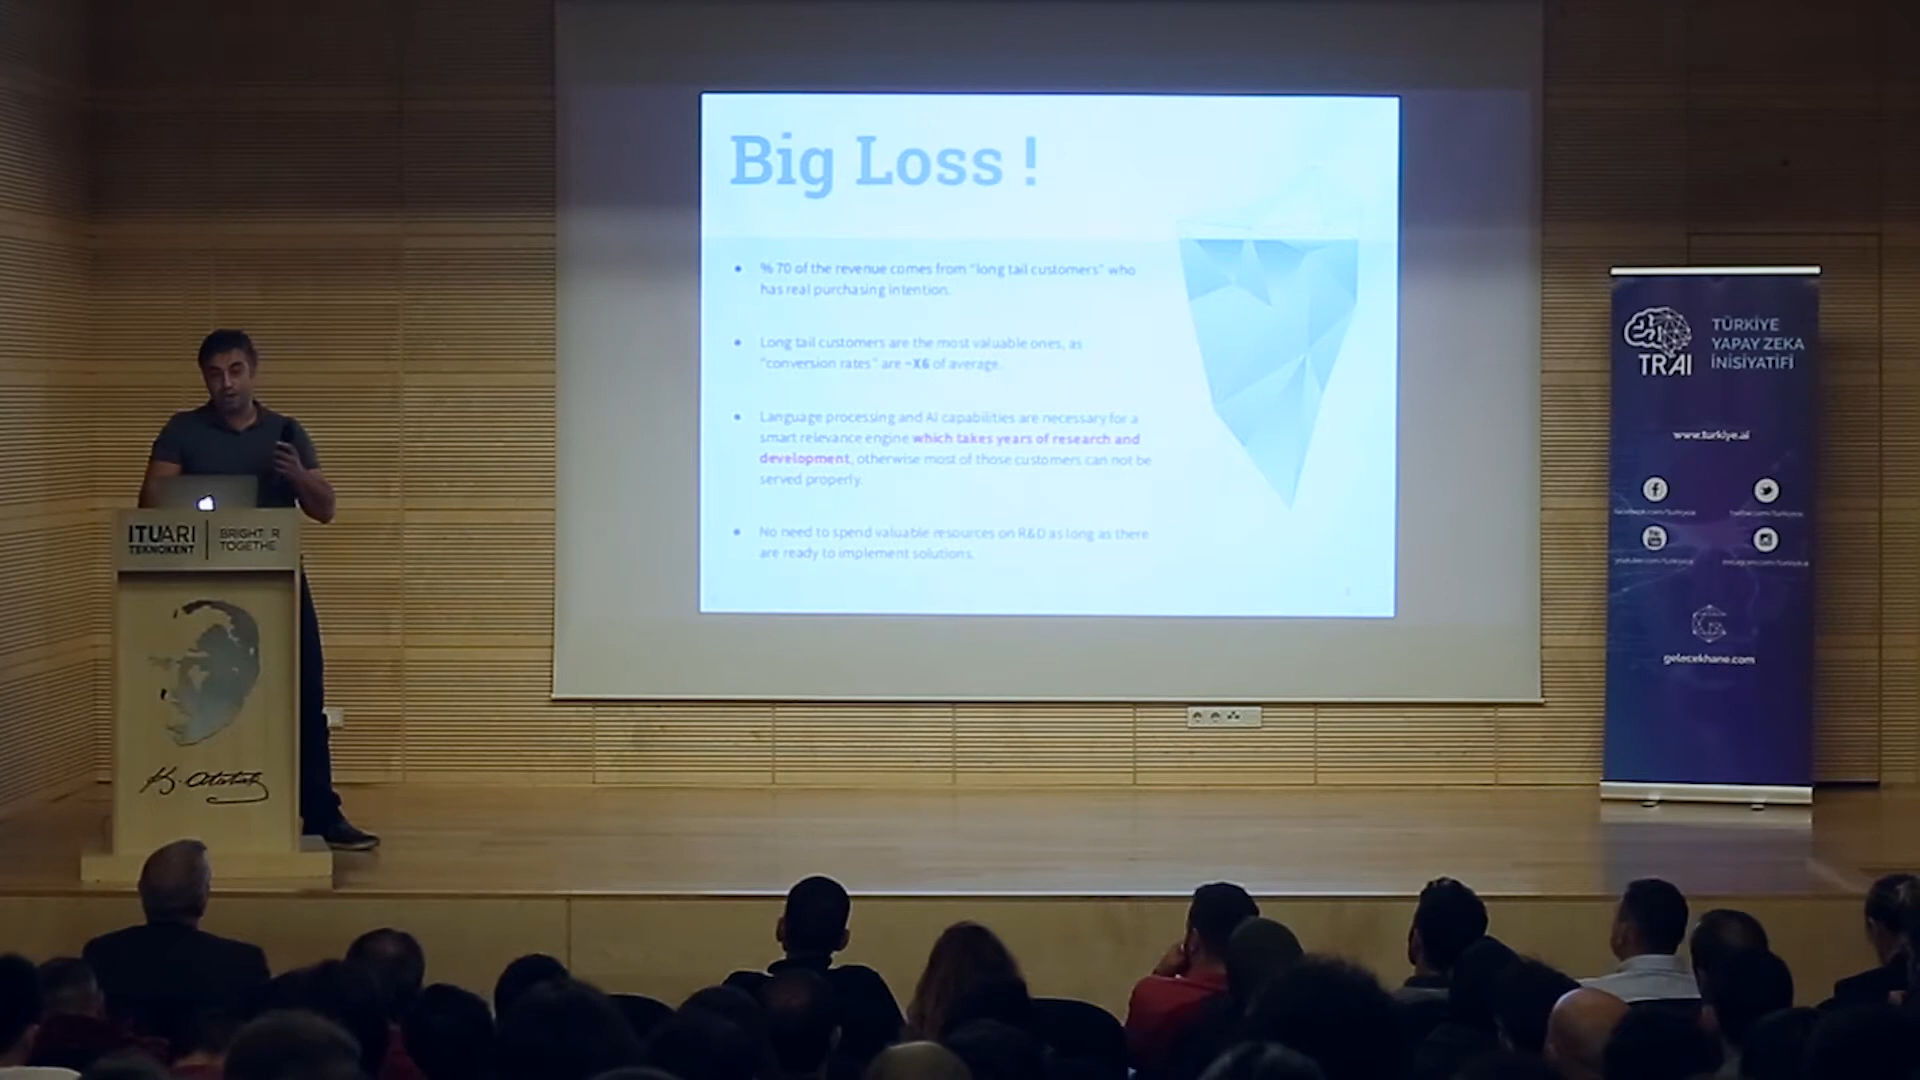 Big Loss !
• % 70 of the revenue comes from "long tail customers" who
has real purchasing intention.
• Long tail customers are the most valuable ones, as
"conversion rates" are ~X6 of average.
• Language processing and AI capabilities are necessary for a
smart relevance engine which takes years of research and
development, otherwise most of those customers can not be
served properly.
• No need to spend valuable resources on R&D as long as there
are ready to implement solutions.
ITUARI
TEKNOKENT
BRIGHT R
TOGETHE
K. Atatürk
TRAI
TÜRKİYE
YAPAY ZEKA
İNİSİYATİFİ
www.turkiye.ai
gelecekhane.com